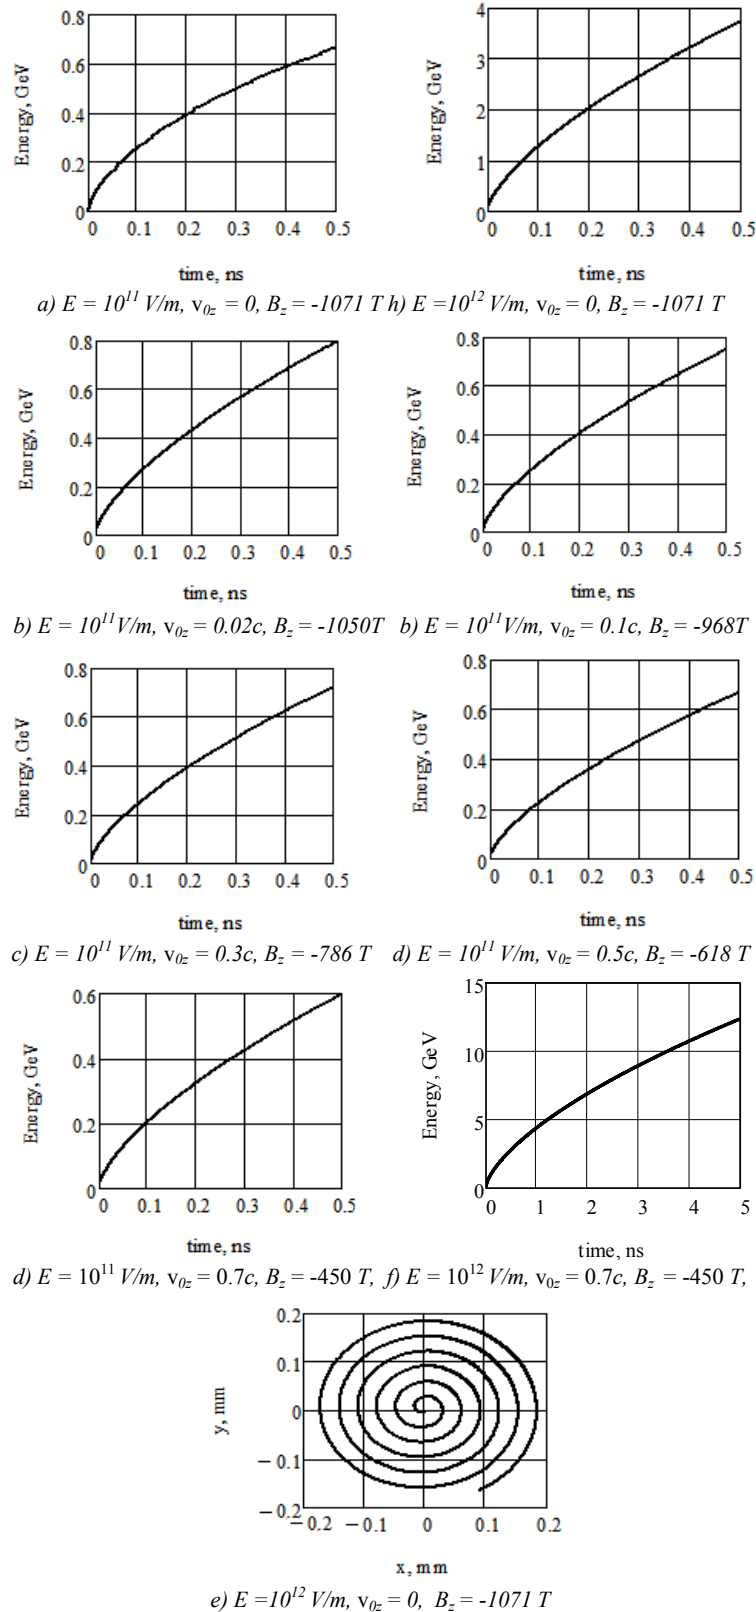 0.8 4
0.6 3
Energy, GeV Energy, GeV
0.4 2
0.2 1
0 0
0 0.1 0.2 0.3 0.4 0.5 0 0.1 0.2 0.3 0.4 0.5
time, ns time, ns
a) E = 10^11 V/m, v0z = 0, Bz = -1071 T h) E =10^12 V/m, v0z = 0, Bz = -1071 T
0.8 0.8
0.6 0.6
Energy, GeV Energy, GeV
0.4 0.4
0.2 0.2
0 0
0 0.1 0.2 0.3 0.4 0.5 0 0.1 0.2 0.3 0.4 0.5
time, ns time, ns
b) E = 10^11V/m, v0z = 0.02c, Bz = -1050T b) E = 10^11V/m, v0z = 0.1c, Bz = -968T
0.8 0.8
0.6 0.6
Energy, GeV Energy, GeV
0.4 0.4
0.2 0.2
0 0
0 0.1 0.2 0.3 0.4 0.5 0 0.1 0.2 0.3 0.4 0.5
time, ns time, ns
c) E = 10^11 V/m, v0z = 0.3c, Bz = -786 T d) E = 10^11 V/m, v0z = 0.5c, Bz = -618 T
0.6 15
0.4 10
Energy, GeV Energy, GeV
0.2 5
0 0
0 0.1 0.2 0.3 0.4 0.5 0 1 2 3 4 5
time, ns time, ns
d) E = 10^11 V/m, v0z = 0.7c, Bz = -450 T, f) E = 10^12 V/m, v0z = 0.7c, Bz = -450 T,
0.2
0.1
y, mm
0
−0.1
−0.2
−0.2 −0.1 0 0.1 0.2
x, mm
e) E =10^12 V/m, v0z = 0, Bz = -1071 T